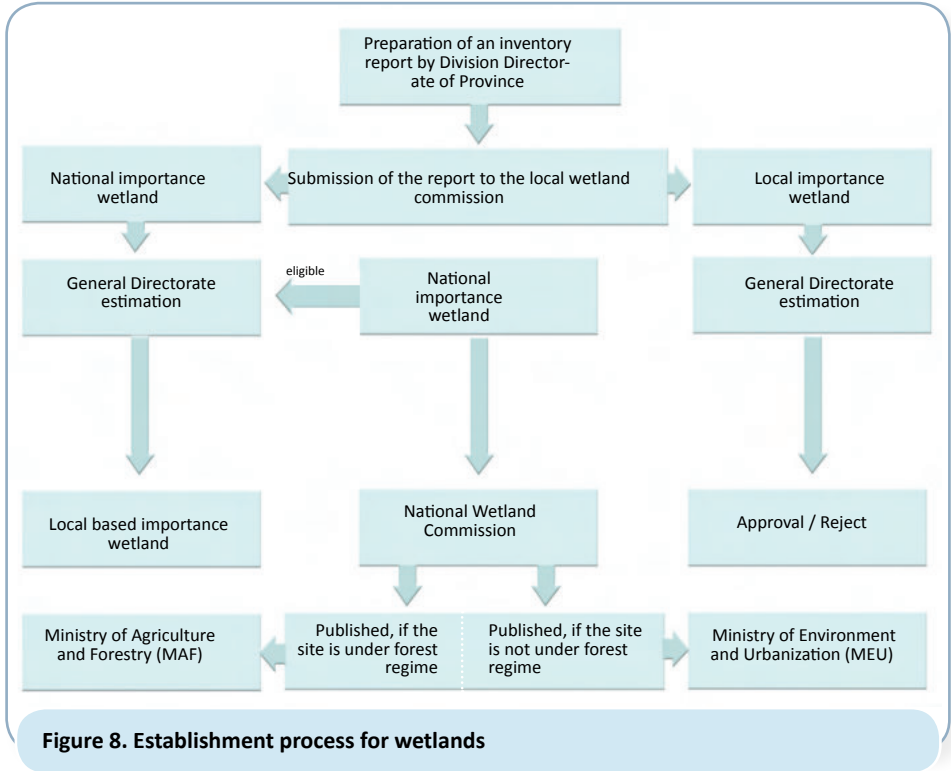 Preparation of an inventory
report by Division Director-
ate of Province
National importance
wetland
Submission of the report to the local wetland
commission
Local importance
wetland
General Directorate
estimation
eligible
National
importance
wetland
General Directorate
estimation
Local based importance
wetland
National Wetland
Commission
Approval / Reject
Ministry of Agriculture
and Forestry (MAF)
Published, if the
site is under forest
regime
Published, if the site
is not under forest
regime
Ministry of Environment
and Urbanization (MEU)
Figure 8. Establishment process for wetlands